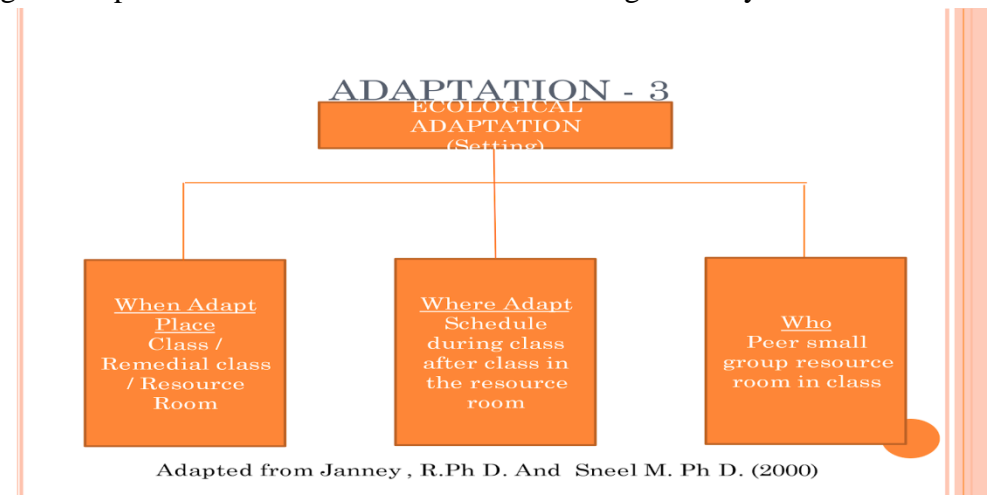 ADAPTATION - 3
ECOLOGICAL
ADAPTATION
(Setting)
When Adapt
Place
Class /
Remedial class
/ Resource
Room
Where Adapt
Schedule
during class
after class in
the resource
room
Who
Peer small
group resource
room in class
Adapted from Janney , R.Ph D. And Sneel M. Ph D. (2000)